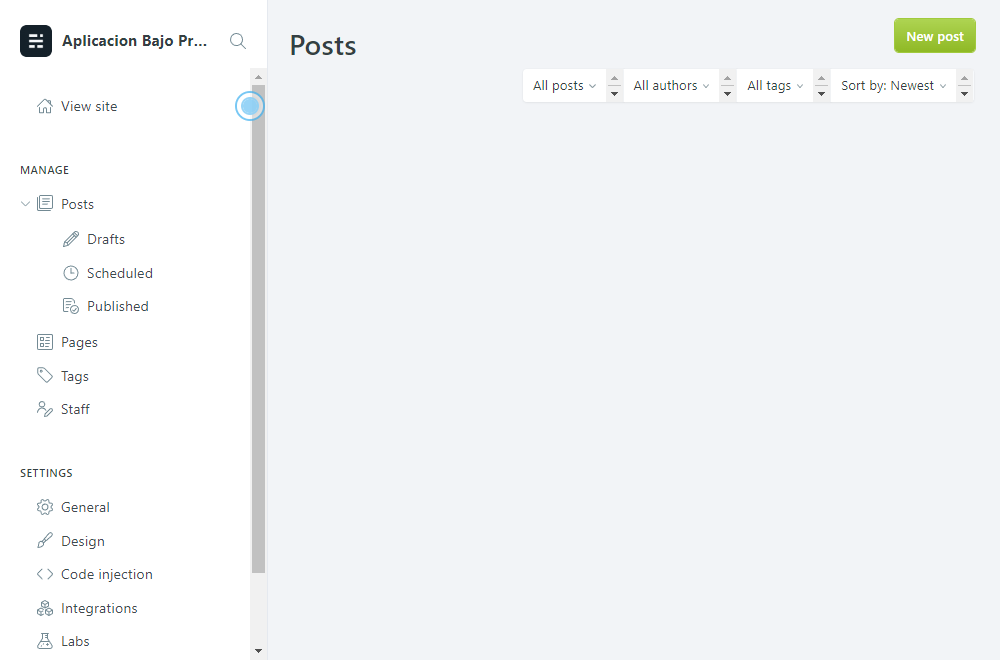 Aplicacion Bajo Pr...
View site
MANAGE
Posts
Drafts
Scheduled
Published
Pages
Tags
Staff
SETTINGS
General
Design
Code injection
Integrations
Labs
Posts
New post
All posts
All authors
All tags
Sort by: Newest